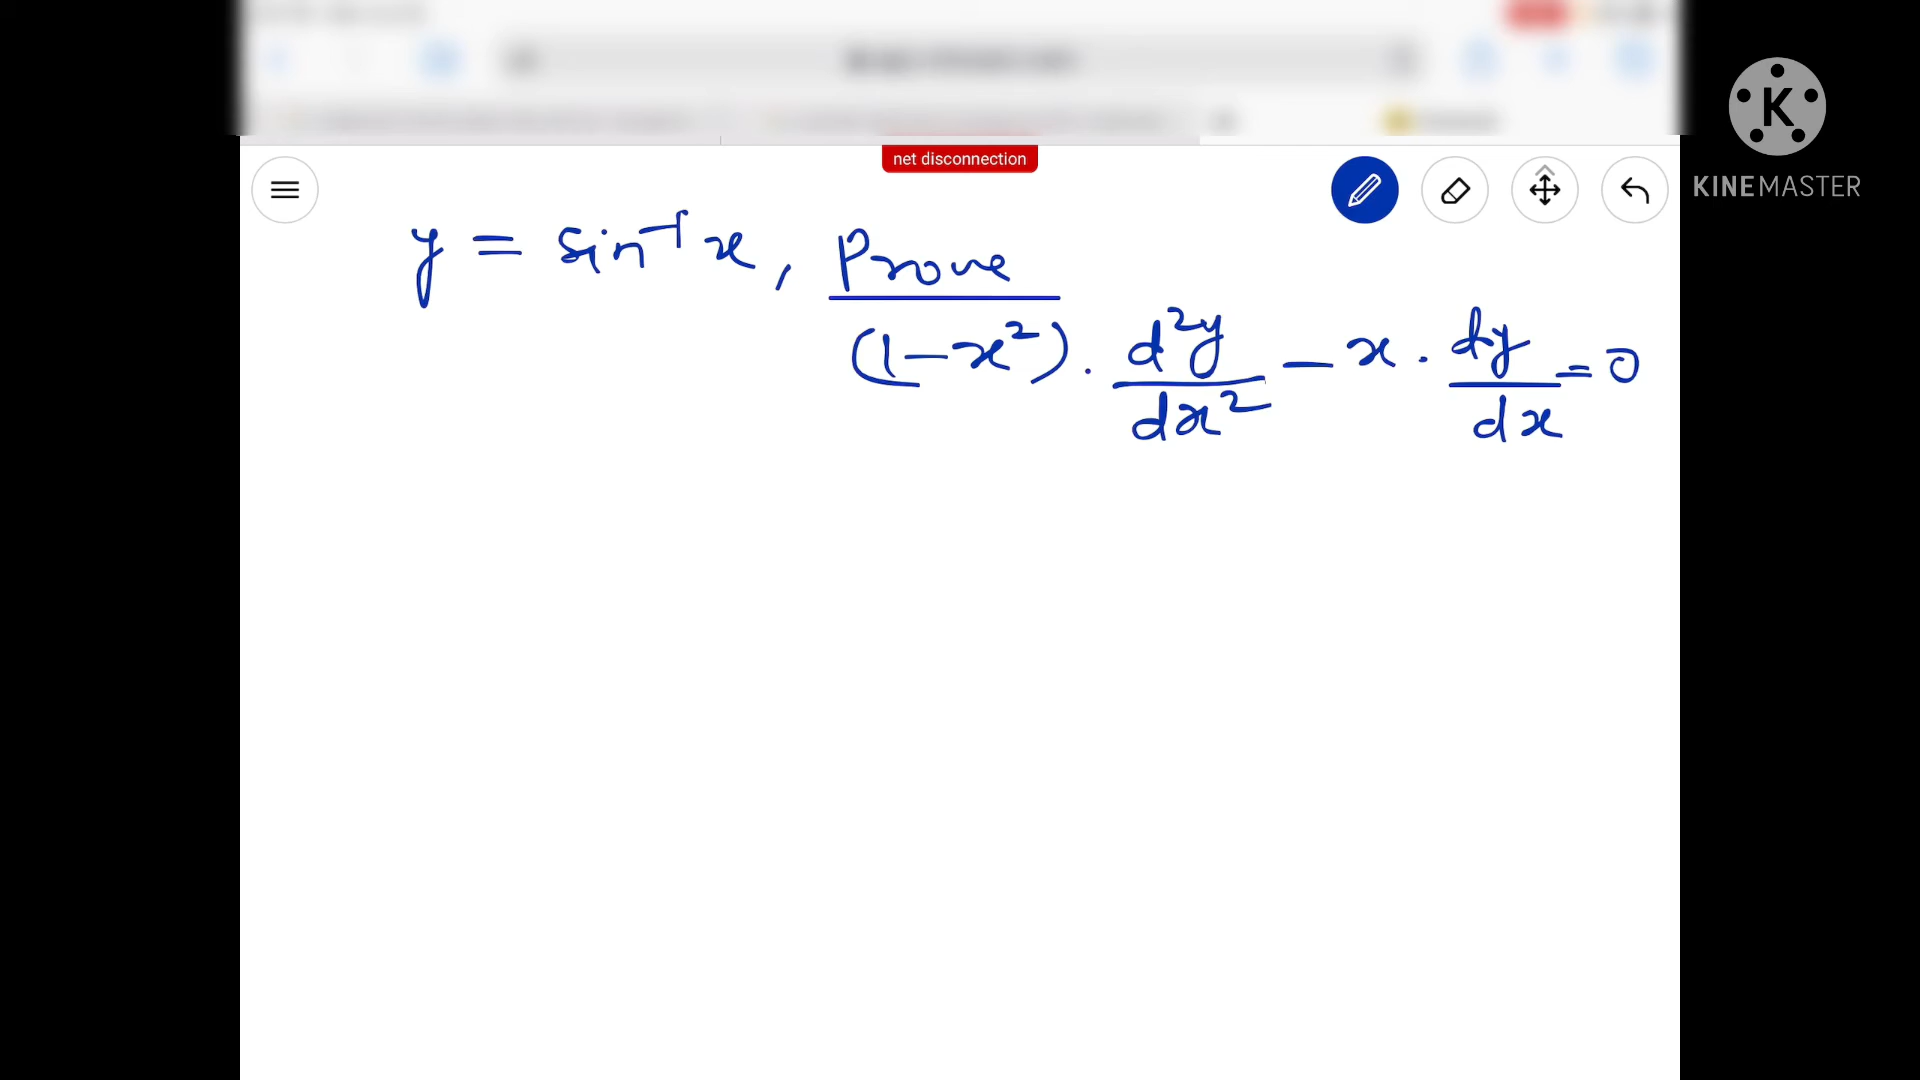 net disconnection
KINEMASTER
y = sin⁻¹x, Prove
(1-x²) · d²y/dx² - x · dy/dx = 0